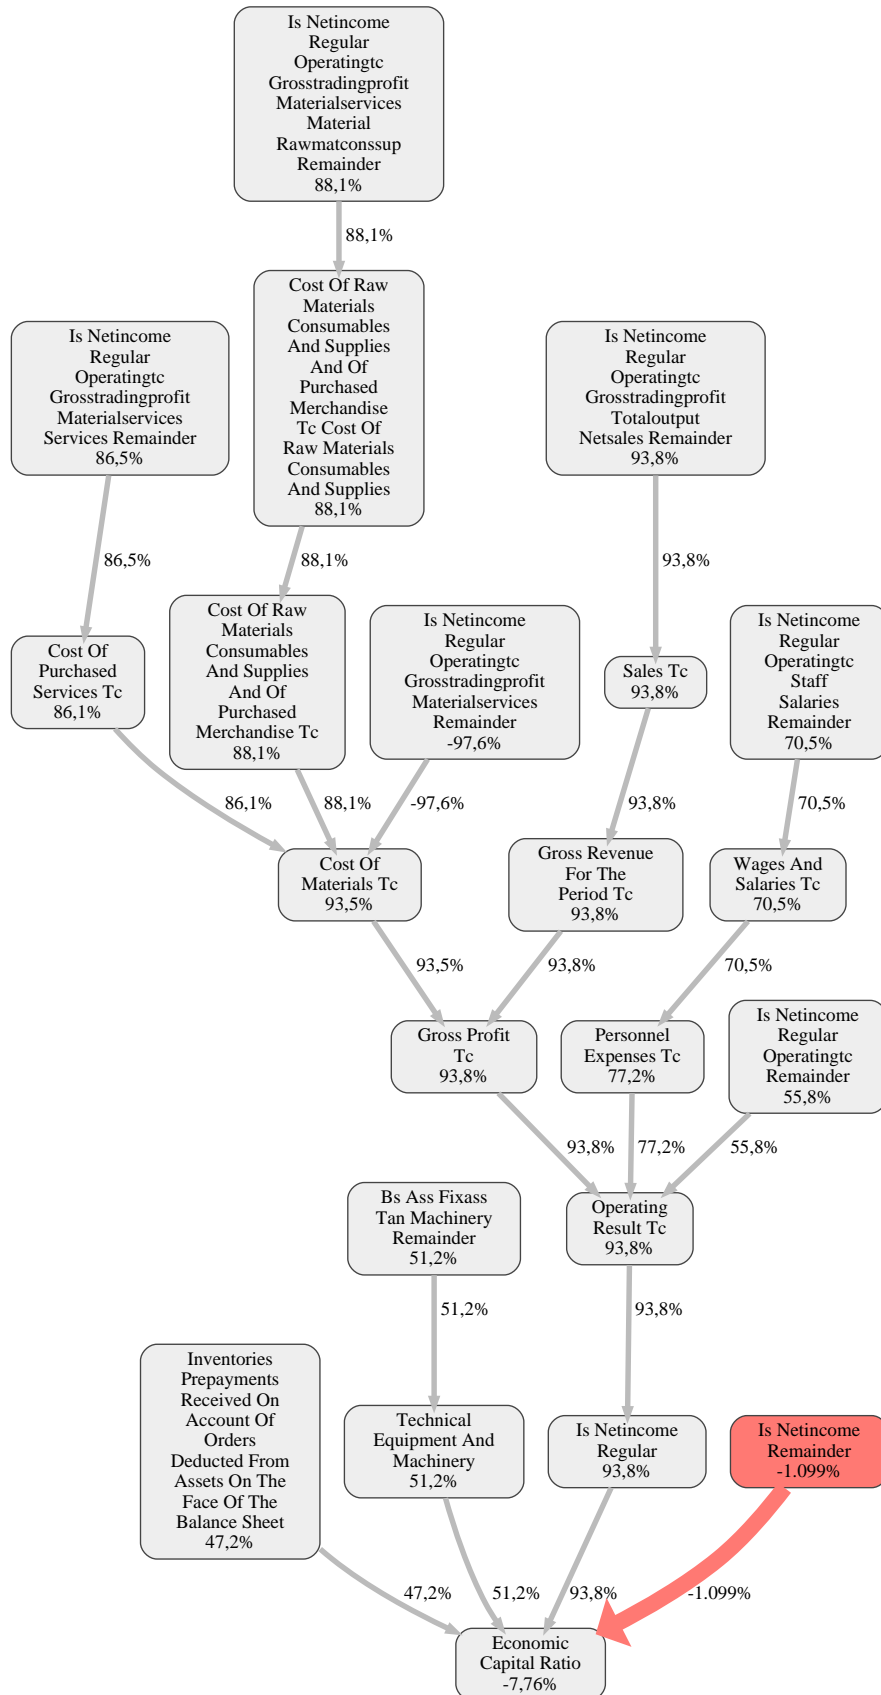 Is Netincome
Regular
Operatingtc
Grosstradingprofit
Materialservices
Material
Rawmatconssup
Remainder
88,1%
88,1%
Cost Of Raw
Materials
Consumables
And Supplies
And Of
Purchased
Merchandise
Tc Cost Of
Raw Materials
Consumables
And Supplies
88,1%
Is Netincome
Regular
Operatingtc
Grosstradingprofit
Materialservices
Services Remainder
86,5%
Is Netincome
Regular
Operatingtc
Grosstradingprofit
Totaloutput
Netsales Remainder
93,8%
86,5%
88,1%
93,8%
Cost Of
Purchased
Services Tc
86,1%
Cost Of Raw
Materials
Consumables
And Supplies
And Of
Purchased
Merchandise Tc
88,1%
Is Netincome
Regular
Operatingtc
Grosstradingprofit
Materialservices
Remainder
-97,6%
Sales Tc
93,8%
Is Netincome
Regular
Operatingtc
Staff
Salaries
Remainder
70,5%
86,1%
88,1%
-97,6%
93,8%
70,5%
Cost Of
Materials Tc
93,5%
Gross Revenue
For The
Period Tc
93,8%
Wages And
Salaries Tc
70,5%
93,5%
93,8%
70,5%
Gross Profit
Tc
93,8%
Personnel
Expenses Tc
77,2%
Is Netincome
Regular
Operatingtc
Remainder
55,8%
93,8%
77,2%
55,8%
Bs Ass Fixass
Tan Machinery
Remainder
51,2%
Operating
Result Tc
93,8%
51,2%
93,8%
Inventories
Prepayments
Received On
Account Of
Orders
Deducted From
Assets On The
Face Of The
Balance Sheet
47,2%
Technical
Equipment And
Machinery
51,2%
Is Netincome
Regular
93,8%
Is Netincome
Remainder
-1.099%
47,2%
51,2%
93,8%
-1.099%
Economic
Capital Ratio
-7,76%